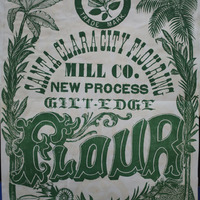 TRADE MARK
SANTA CLARA CITY FLOURING
MILL CO.
NEW PROCESS
GILT-EDGE
FLOUR